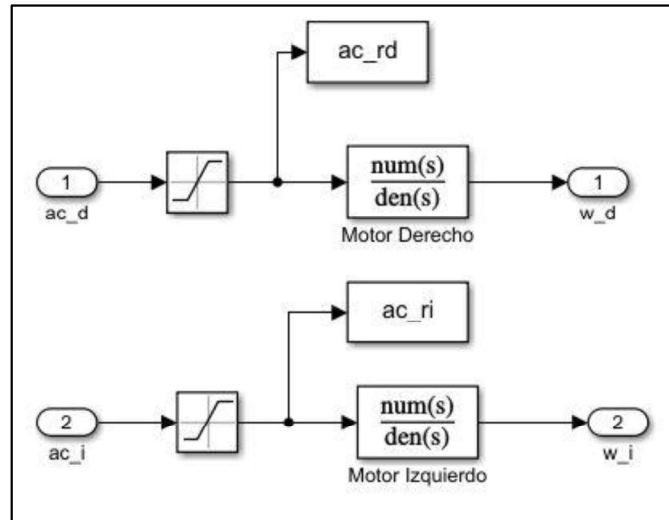 ac_rd
1
ac_d
num(s)
den(s)
Motor Derecho
1
w_d
ac_ri
2
ac_i
num(s)
den(s)
Motor Izquierdo
2
w_i